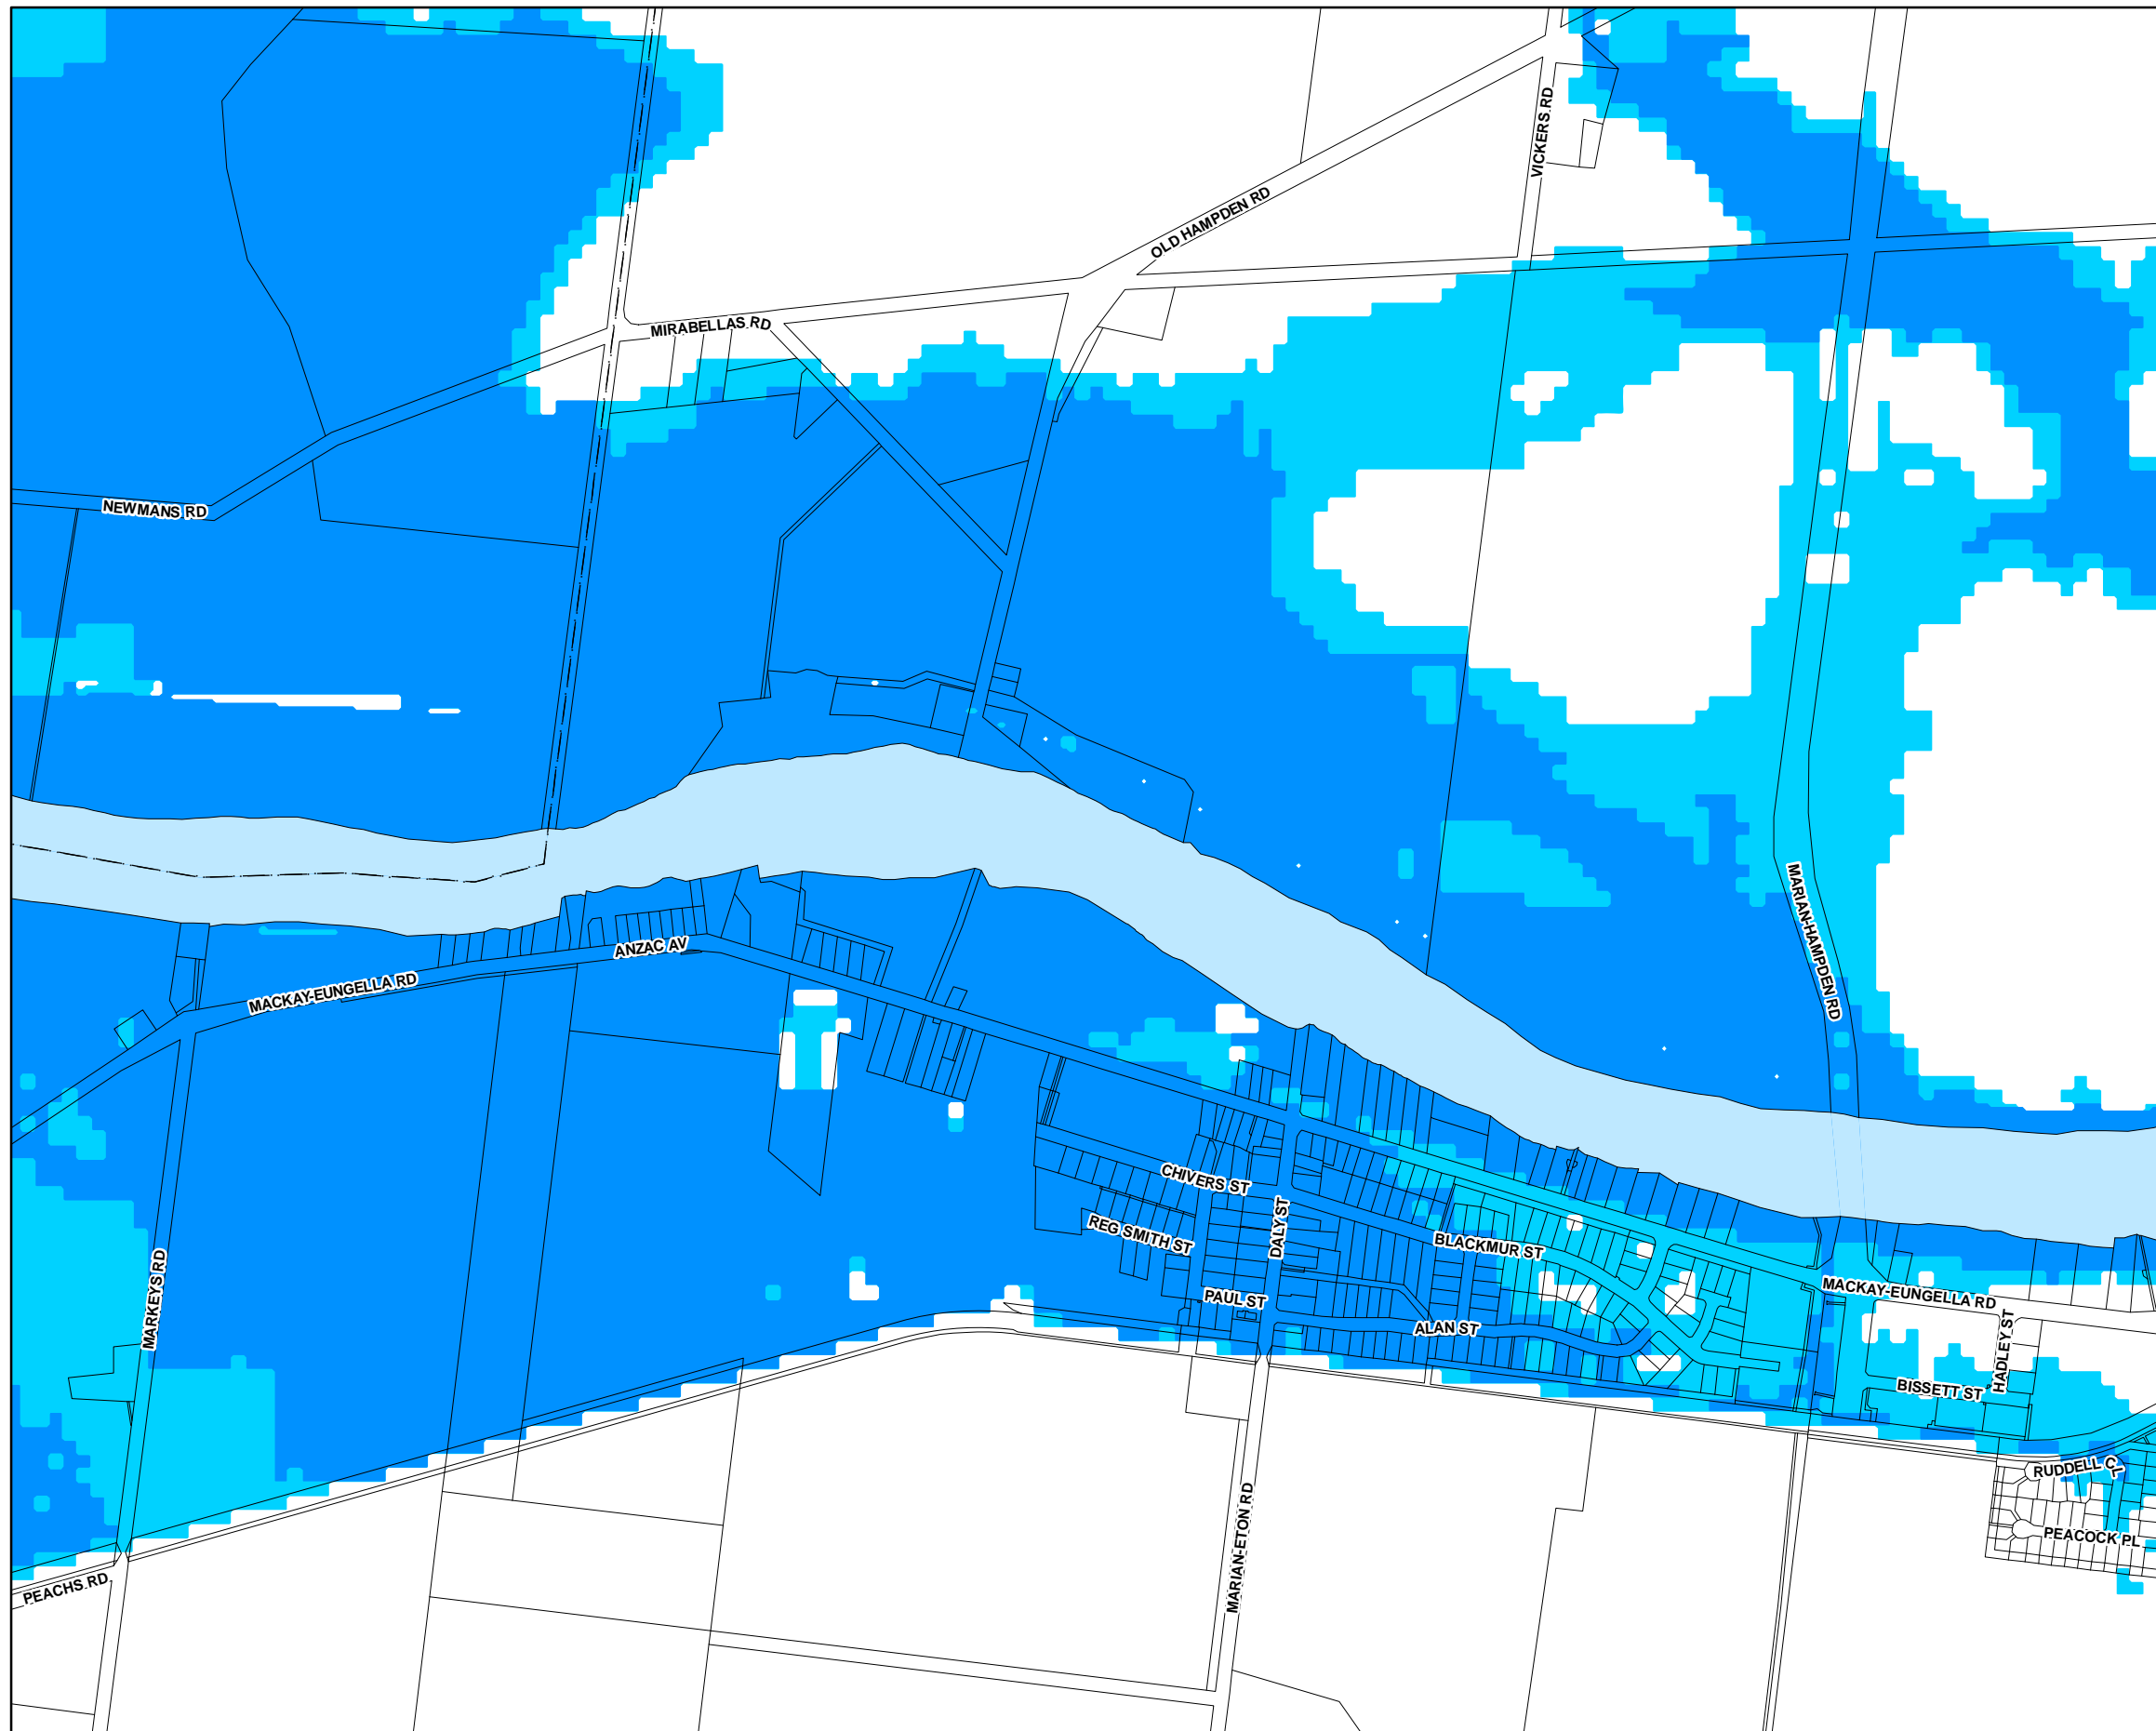 VICKERS RD
OLD HAMPDEN RD
MIRABELLAS RD
NEWMANS RD
MARIAN-HAMPDEN RD
ANZAC AV
MACKAY-EUNGELLA RD
CHIVERS ST
REG SMITH ST
DALY ST
BLACKMUR ST
MARKEYS RD
PAUL ST
MACKAY-EUNGELLA RD
ALAN ST
HADLEY ST
BISSETT ST
RUDDELL CL
PEACOCK PL
MARIAN-ETON RD
PEACHS RD